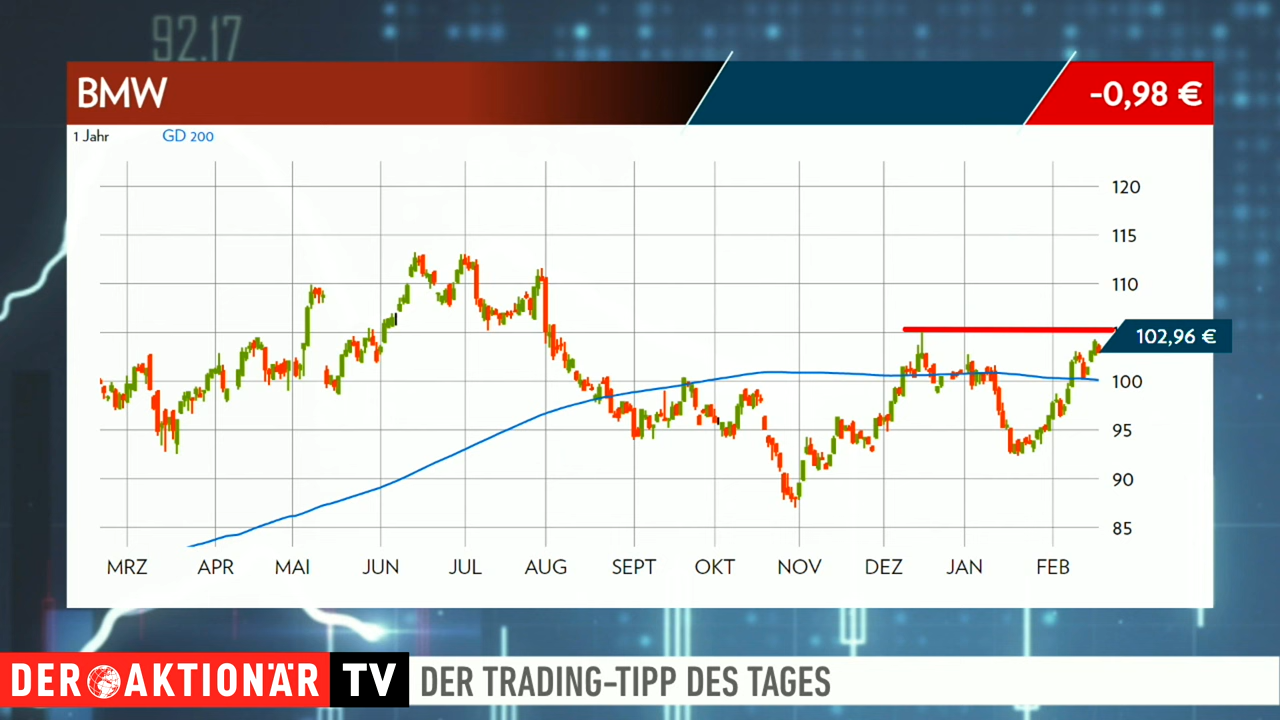 92.17
BMW
-0,98 €
1 Jahr GD 200
120
115
110
102,96 €
100
95
90
85
MRZ APR MAI JUN JUL AUG SEPT OKT NOV DEZ JAN FEB
DER AKTIONÄR TV DER TRADING-TIPP DES TAGES